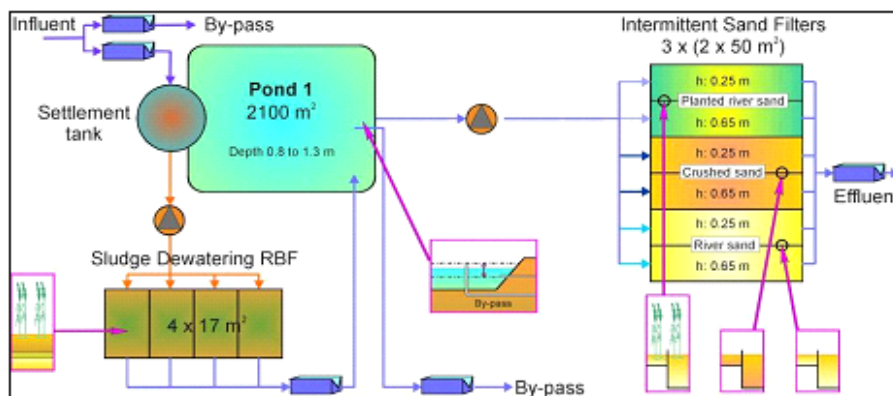 Influent
By-pass
Intermittent Sand Filters
3 x (2 x 50 m²)
Settlement
tank
Pond 1
2100 m²
Depth 0.8 to 1.3 m
h: 0.25 m
Planted river sand
h: 0.65 m
h: 0.25 m
Crushed sand
h: 0.65 m
h: 0.25 m
River sand
h: 0.65 m
Effluen
Sludge Dewatering RBF
4 x 17 m²
By-pass
By-pass